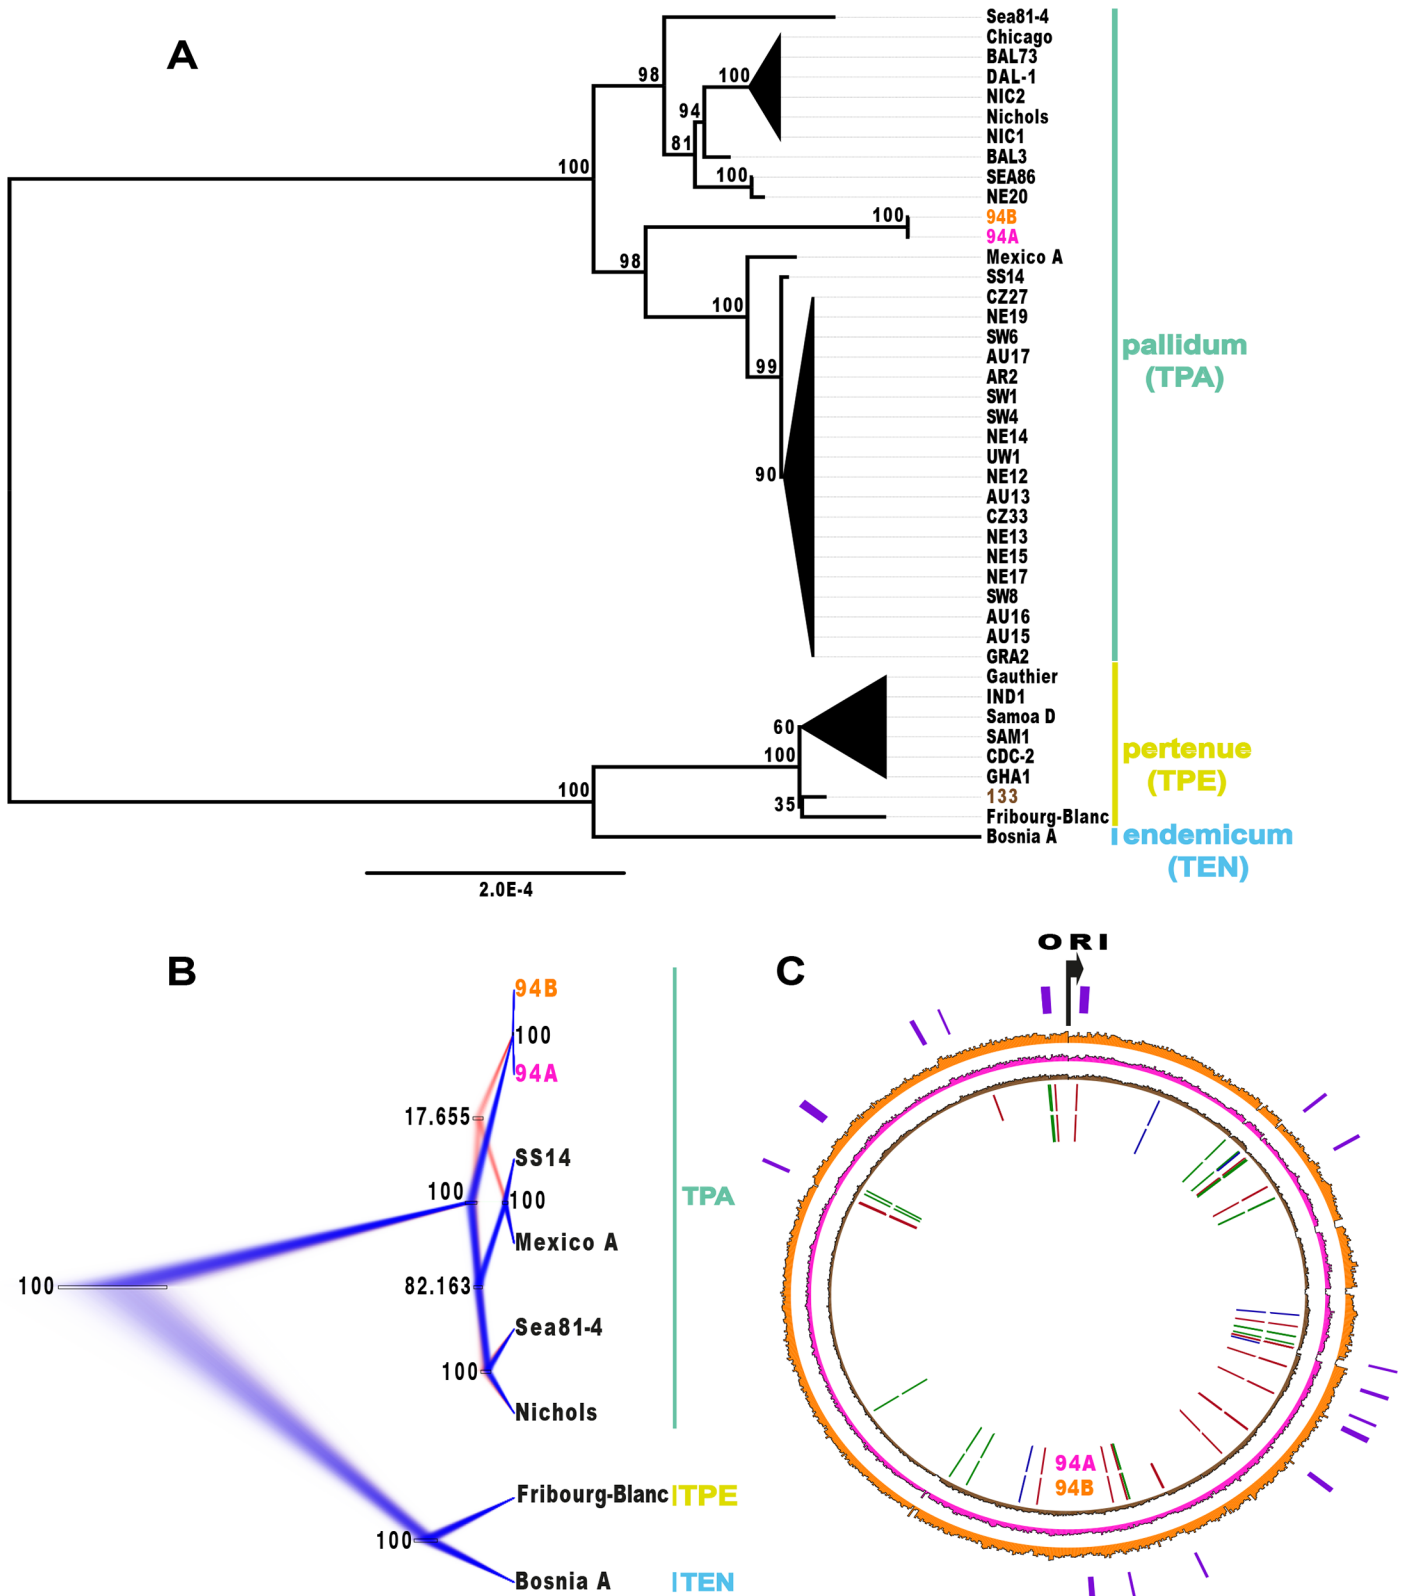 A
Sea81-4
Chicago
BAL73
98
100
DAL-1
NIC2
94
Nichols
81
NIC1
BAL3
100
100
SEA86
NE20
100
94B
94A
98
Mexico A
SS14
CZ27
100
NE19
SW6
pallidum
AU17
99
AR2
(TPA)
SW1
SW4
NE14
UW1
90
NE12
AU13
CZ33
NE13
NE15
NE17
SW8
AU16
AU15
GRA2
Gauthier
IND1
60
Samoa D
SAM1
pertenue
100
CDC-2
GHA1
(TPE)
100
35
133
Fribourg-Blanc
Bosnia A
endemicum
(TEN)
2.0E-4
B
94B
100
94A
17.655
SS14
100
100
TPA
Mexico A
100
82.163
Sea81-4
100
Nichols
Fribourg-Blanc
TPE
100
Bosnia A
TEN
C
ORI
94A
94B